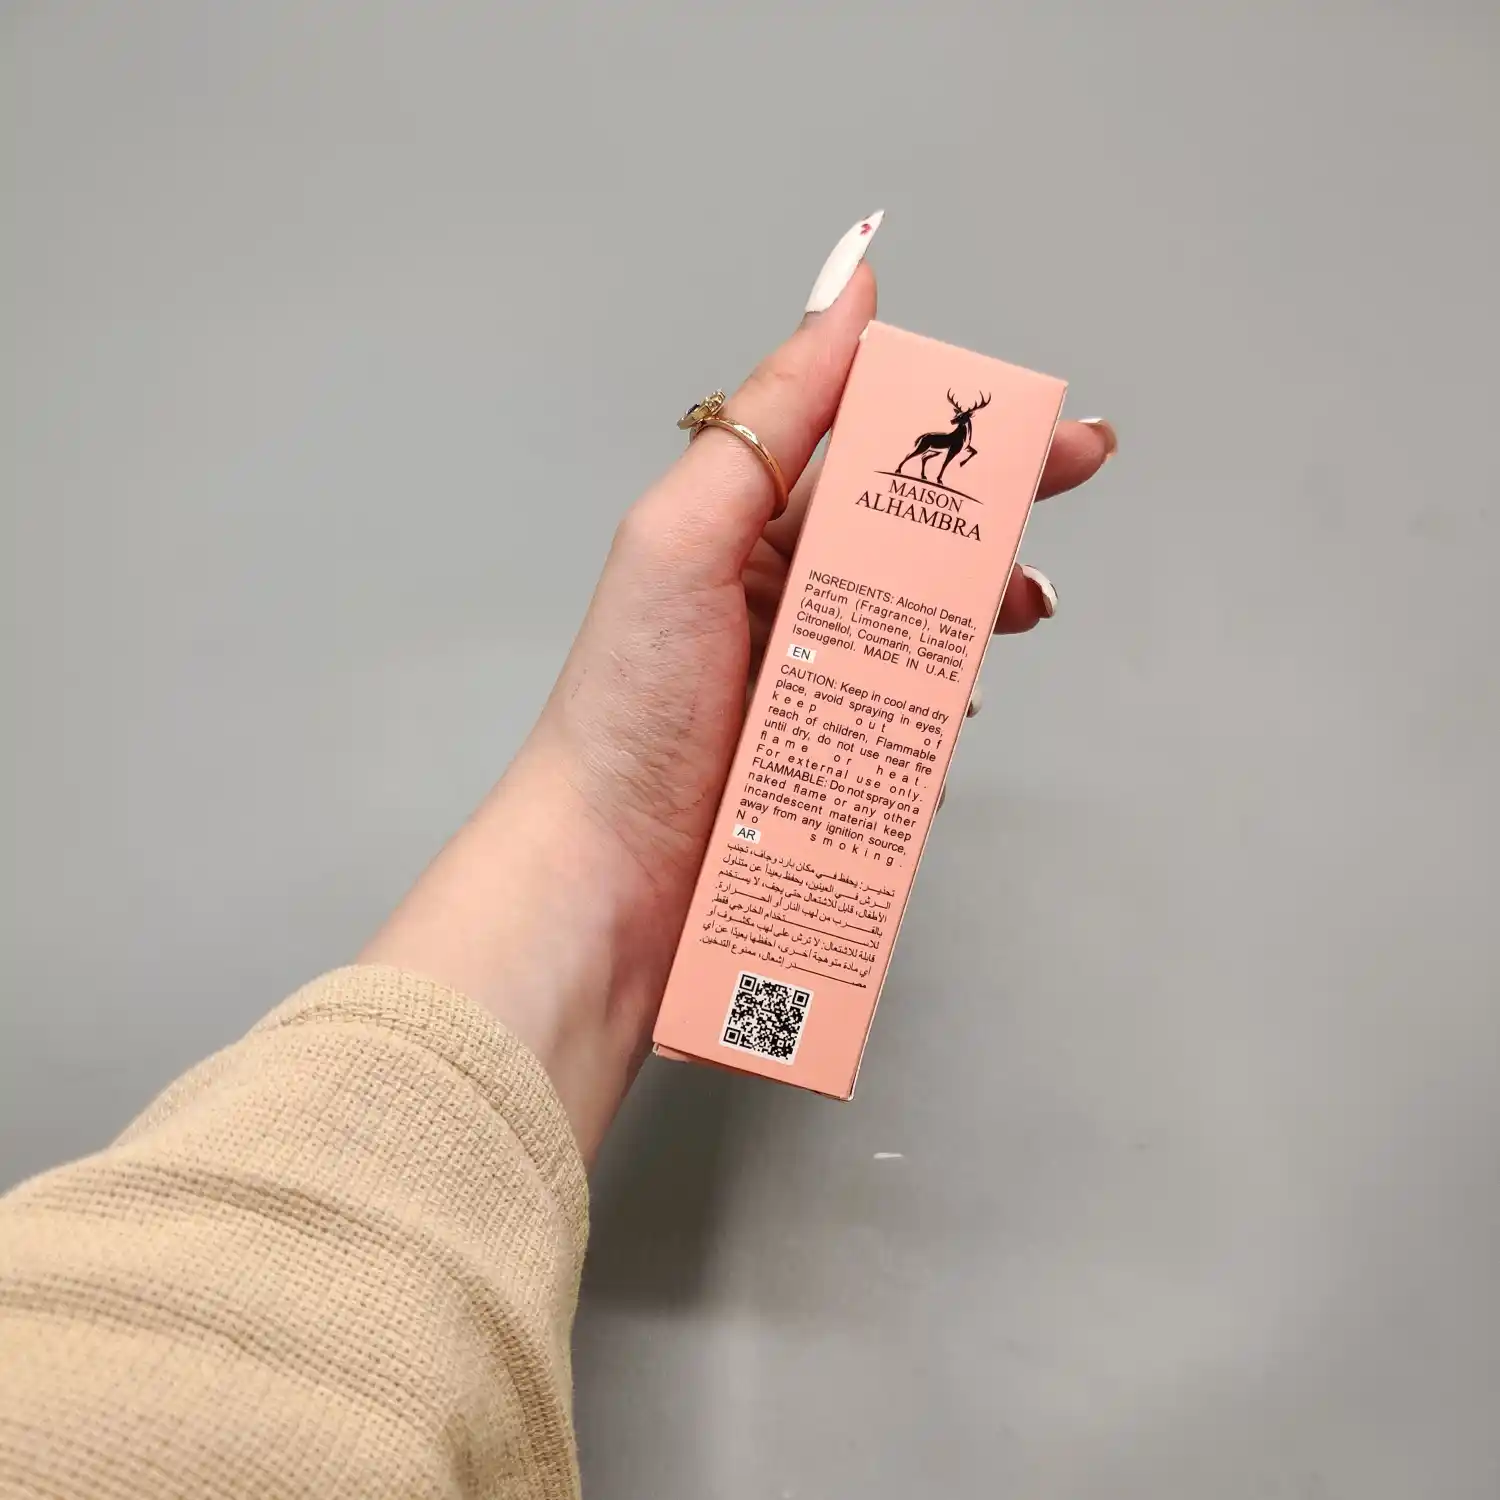 MAISON
ALHAMBRA
INGREDIENTS: Alcohol Denat.,
Parfum (Fragrance), Water
(Aqua), Limonene, Linalool,
Citronellol, Coumarin, Geraniol,
Isoeugenol. MADE IN U.A.E.
EN
CAUTION: Keep in cool and dry
place, avoid spraying in eyes,
keep out of
reach of children, Flammable
until dry, do not use near fire
flame or heat.
For external use only.
FLAMMABLE: Do not spray on a
naked flame or any other
incandescent material keep
away from any ignition source,
No smoking.
AR
تحذير: يحفظ في مكان بارد وجاف، تجنب
الرش في العينين، يحفظ بعيداً عن متناول
الأطفال، قابل للاشتعال حتى يجف، لا يستخدم
بالقرب من لهب النار أو الحرارة.
للاستخدام الخارجي فقط.
قابلة للاشتعال: لا ترش على لهب مكشوف أو
أي مادة متوهجة أخرى، احفظها بعيدًا عن أي
مصدر إشعال، ممنوع التدخين.